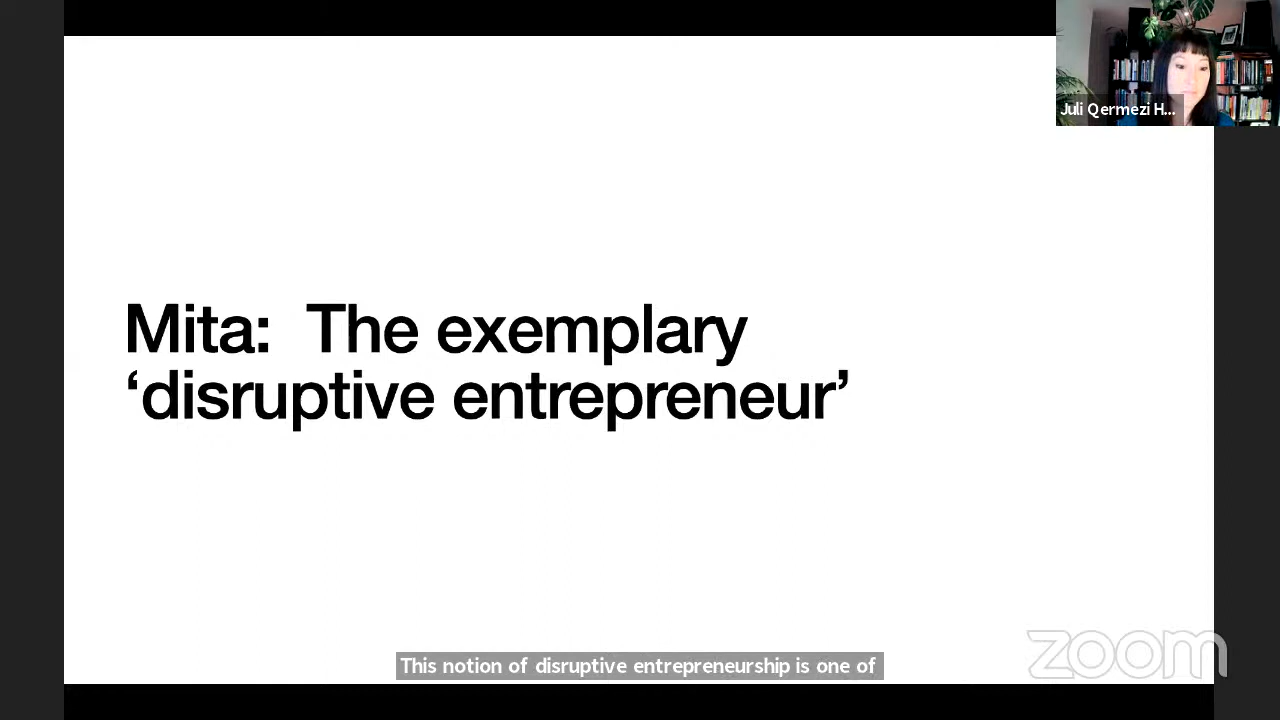 Juli Qermezi H...
Mita:  The exemplary
‘disruptive entrepreneur’
This notion of disruptive entrepreneurship is one of
zoom